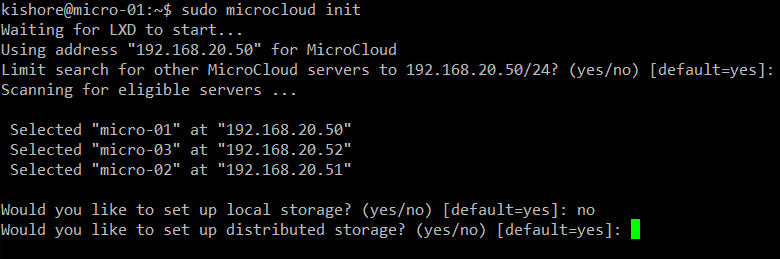 kishore@micro-01:~$ sudo microcloud init
Waiting for LXD to start...
Using address "192.168.20.50" for MicroCloud
Limit search for other MicroCloud servers to 192.168.20.50/24? (yes/no) [default=yes]:
Scanning for eligible servers ...
Selected "micro-01" at "192.168.20.50"
Selected "micro-03" at "192.168.20.52"
Selected "micro-02" at "192.168.20.51"
Would you like to set up local storage? (yes/no) [default=yes]: no
Would you like to set up distributed storage? (yes/no) [default=yes]: